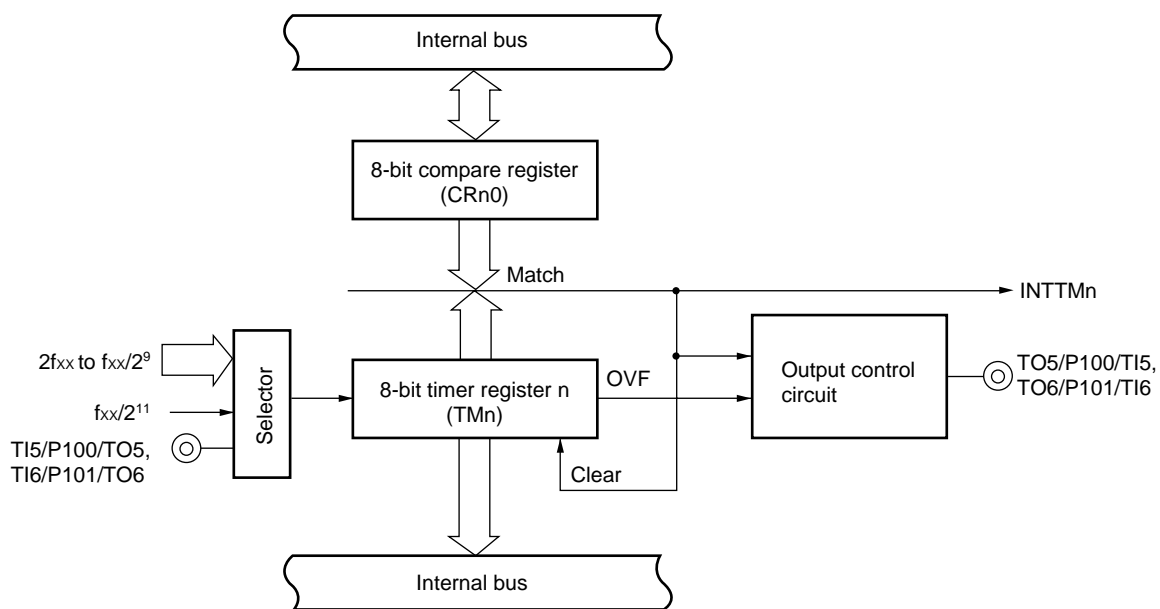 Internal bus
8-bit compare register
(CRn0)
Match
INTTMn
2fxx to fxx/2⁹
fxx/2¹¹
TI5/P100/TO5,
TI6/P101/TO6
Selector
8-bit timer register n
(TMn)
OVF
Clear
Output control
circuit
TO5/P100/TI5,
TO6/P101/TI6
Internal bus